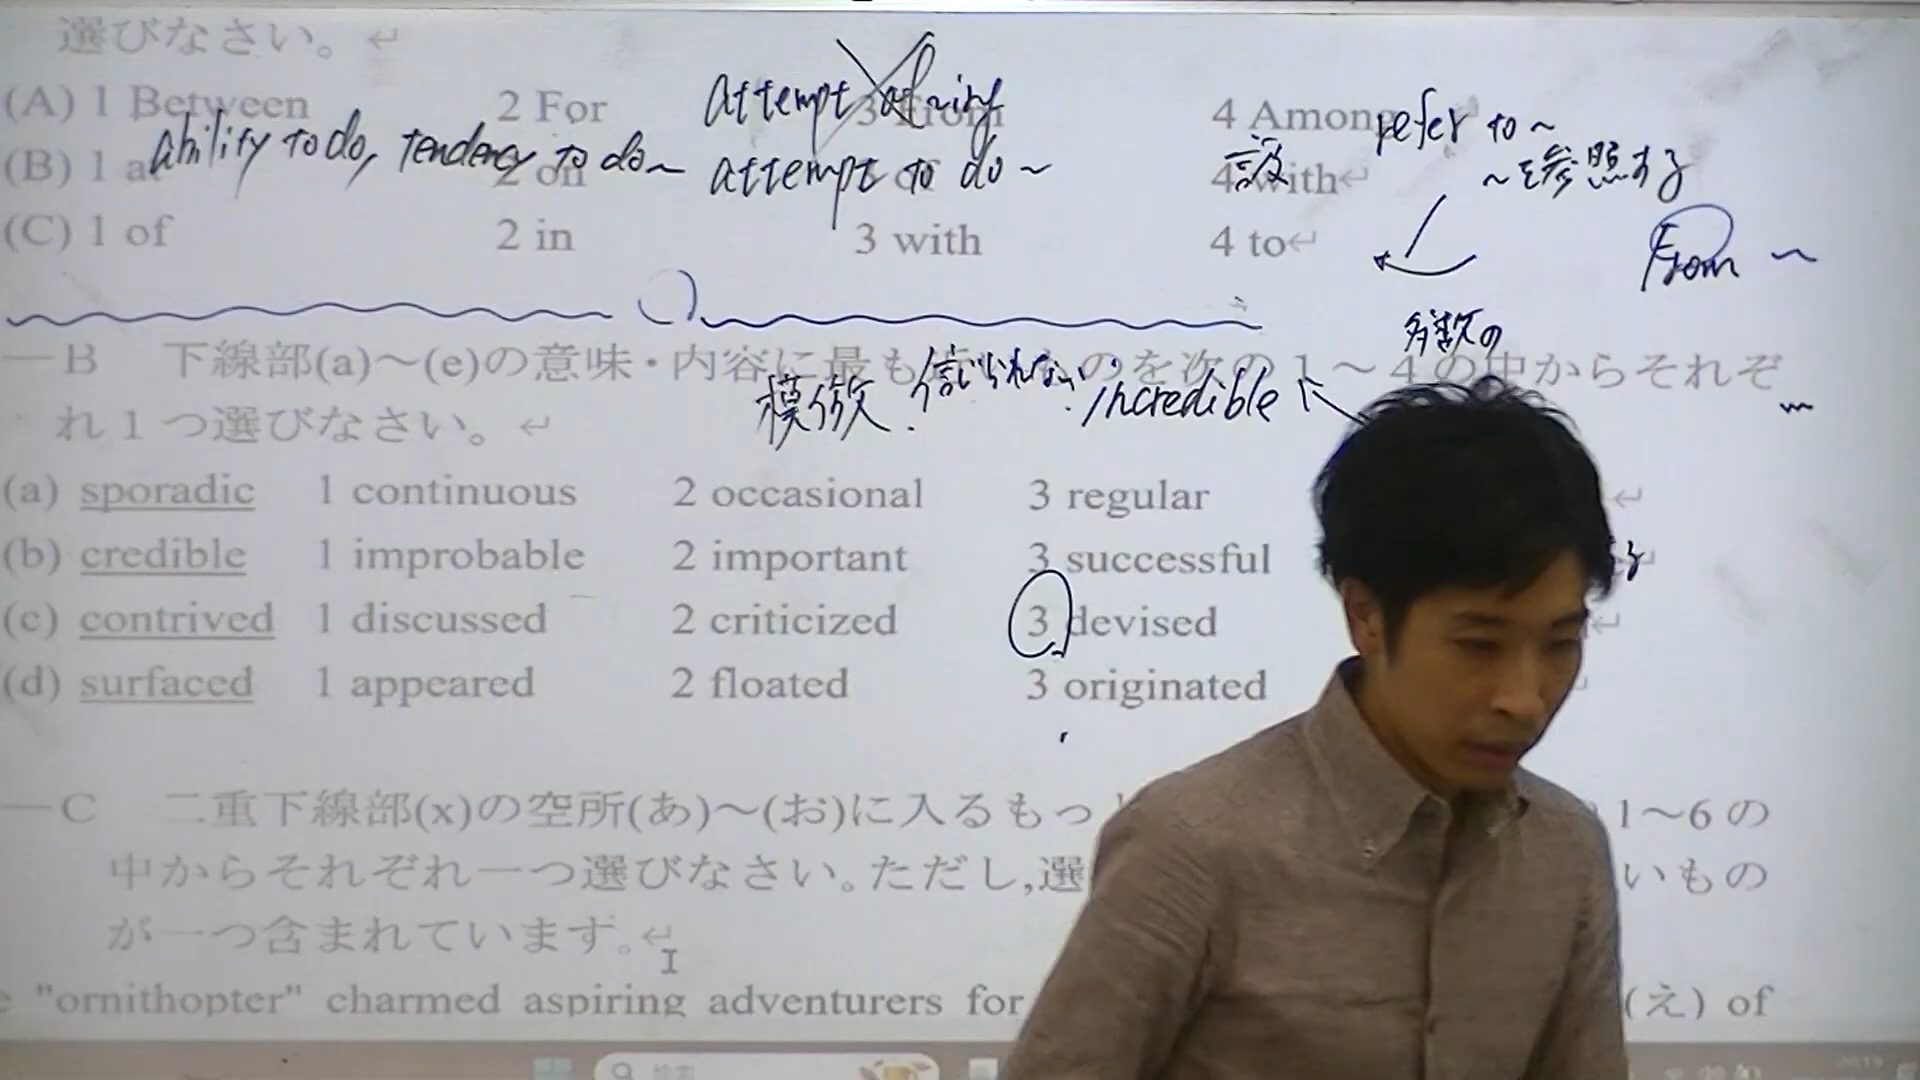 選びなさい。
(A) 1 Between 2 For 3 From 4 Among
attempt of ~ing
refer to ~
ability to do, tendency to do~ attempt to do ~
~を参照する
(B) 1 a 2 on 4 with
(C) 1 of 2 in 3 with 4 to
From ~
多数の
B 下線部(a)～(e)の意味・内容に最も のを次の1～4の中からそれぞ
模倣. 信じられない. incredible
れ1つ選びなさい。
(a) sporadic 1 continuous 2 occasional 3 regular
(b) credible 1 improbable 2 important 3 successful
(c) contrived 1 discussed 2 criticized 3 devised
(d) surfaced 1 appeared 2 floated 3 originated
C 二重下線部(x)の空所(あ)～(お)に入るもっ 1～6の
中からそれぞれ一つ選びなさい。ただし,選 いもの
が一つ含まれています。
"ornithopter" charmed aspiring adventurers for (え) of
検索